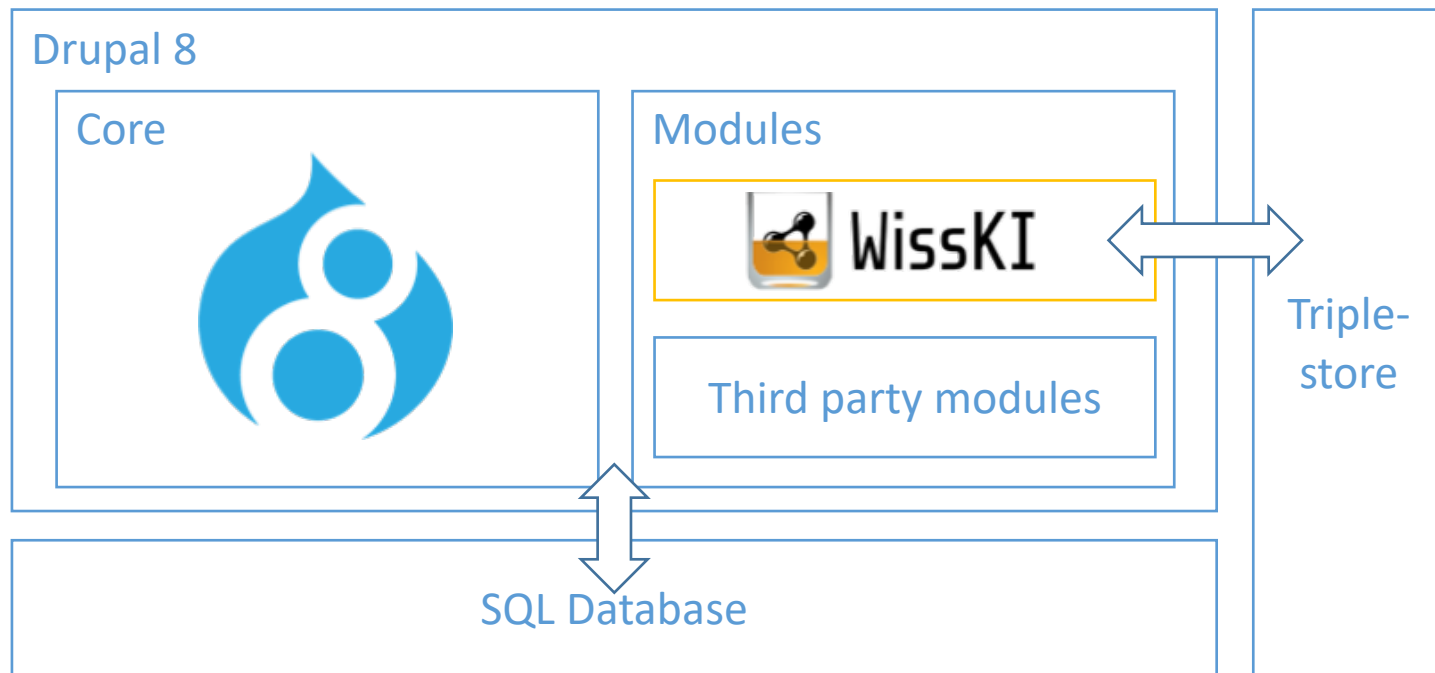 Drupal 8
Core
Modules
WissKI
Third party modules
Triple-
store
SQL Database